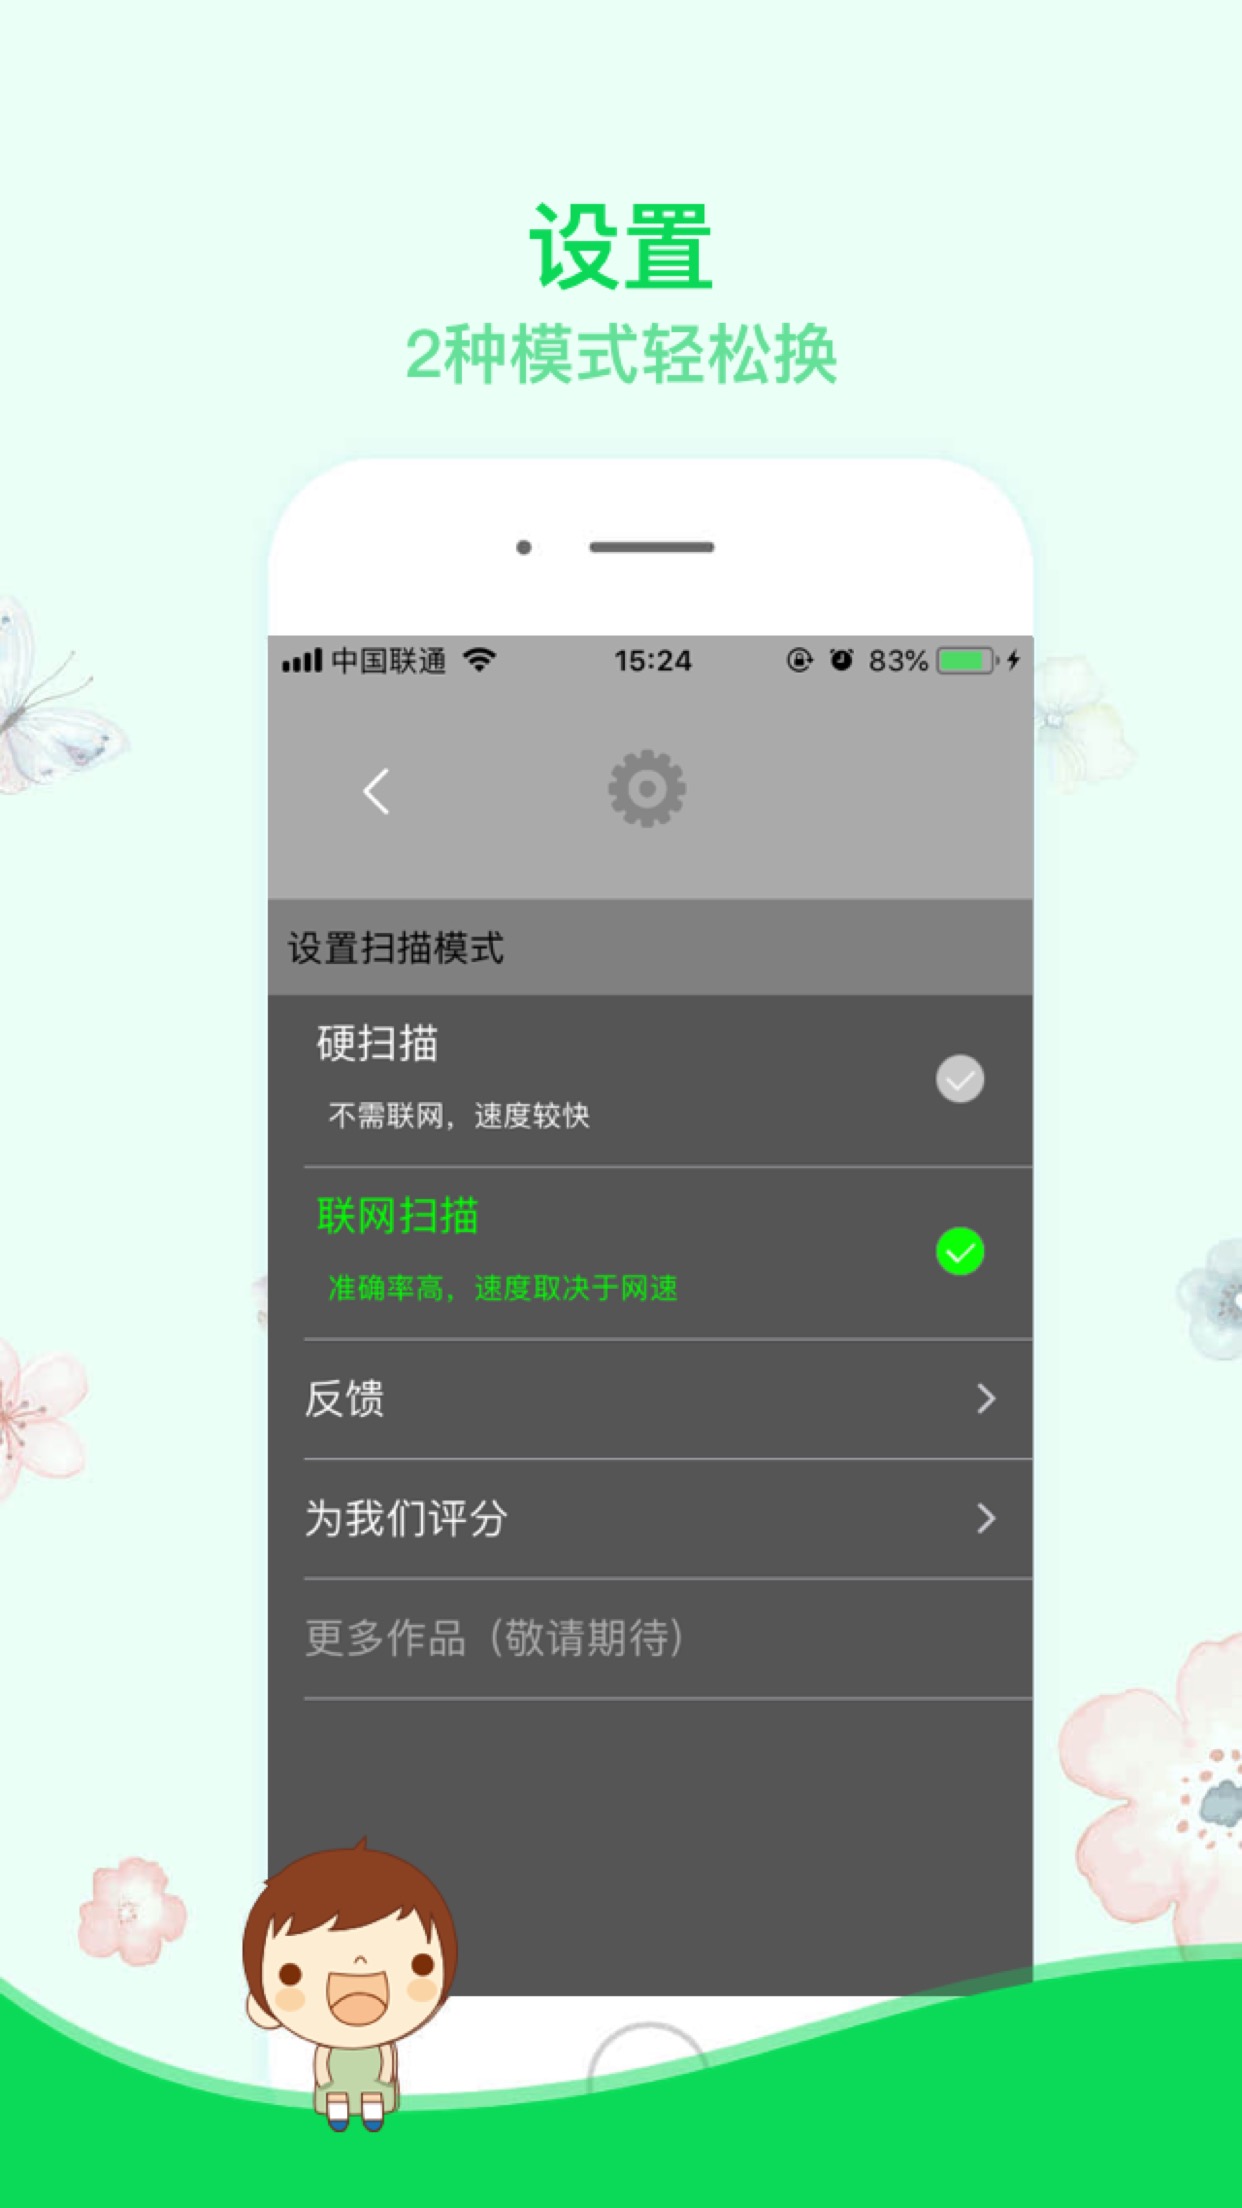 设置
2种模式轻松换
中国联通 15:24 83%
设置扫描模式
硬扫描
不需联网，速度较快
联网扫描
准确率高，速度取决于网速
反馈
为我们评分
更多作品（敬请期待）